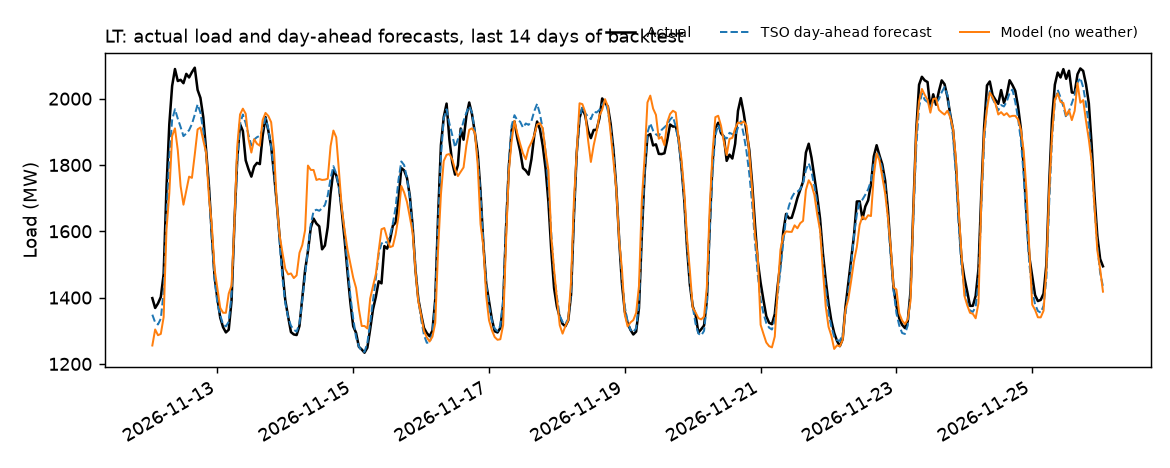 LT: actual load and day-ahead forecasts, last 14 days of backtest
Actual
TSO day-ahead forecast
Model (no weather)
Load (MW)
2000
1800
1600
1400
1200
2026-11-13
2026-11-15
2026-11-17
2026-11-19
2026-11-21
2026-11-23
2026-11-25